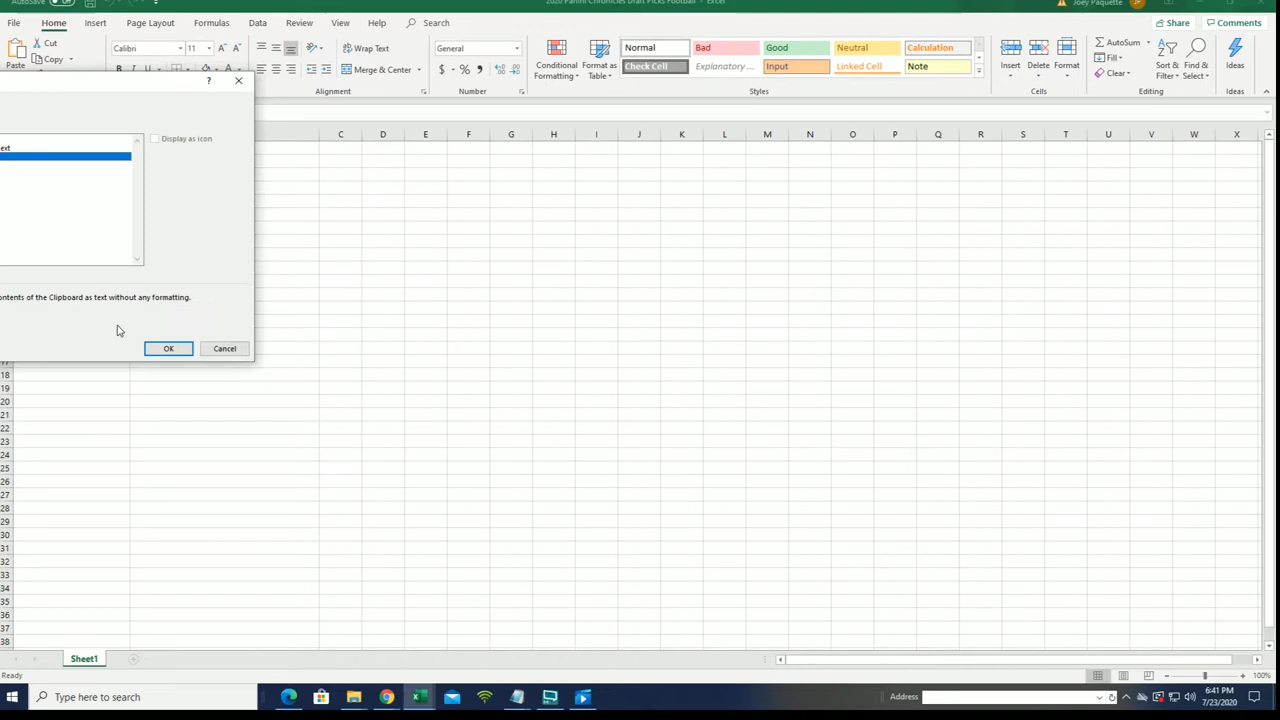 AutoSave Off 2020 Panini Chronicles Draft Picks Football - Excel Joey Paquette JP
File Home Insert Page Layout Formulas Data Review View Help Search Share Comments
Cut Calibri 11 A A Wrap Text General Normal Bad Good Neutral Calculation AutoSum
Paste Copy Conditional Format as Insert Delete Format Fill Sort & Find &
B I U A Merge & Center $ % 9 Formatting Table Check Cell Explanatory ... Input Linked Cell Note Clear Filter Select Ideas
Alignment Number Styles Cells Editing Ideas
C D E F G H I J K L M N O P Q R S T U V W X
Display as icon
ext
ontents of the Clipboard as text without any formatting.
OK Cancel
17
18
19
20
21
22
23
24
25
26
27
28
29
30
31
32
33
34
35
36
37
38
Sheet1
Ready 100%
Type here to search Address 6:41 PM
7/23/2020